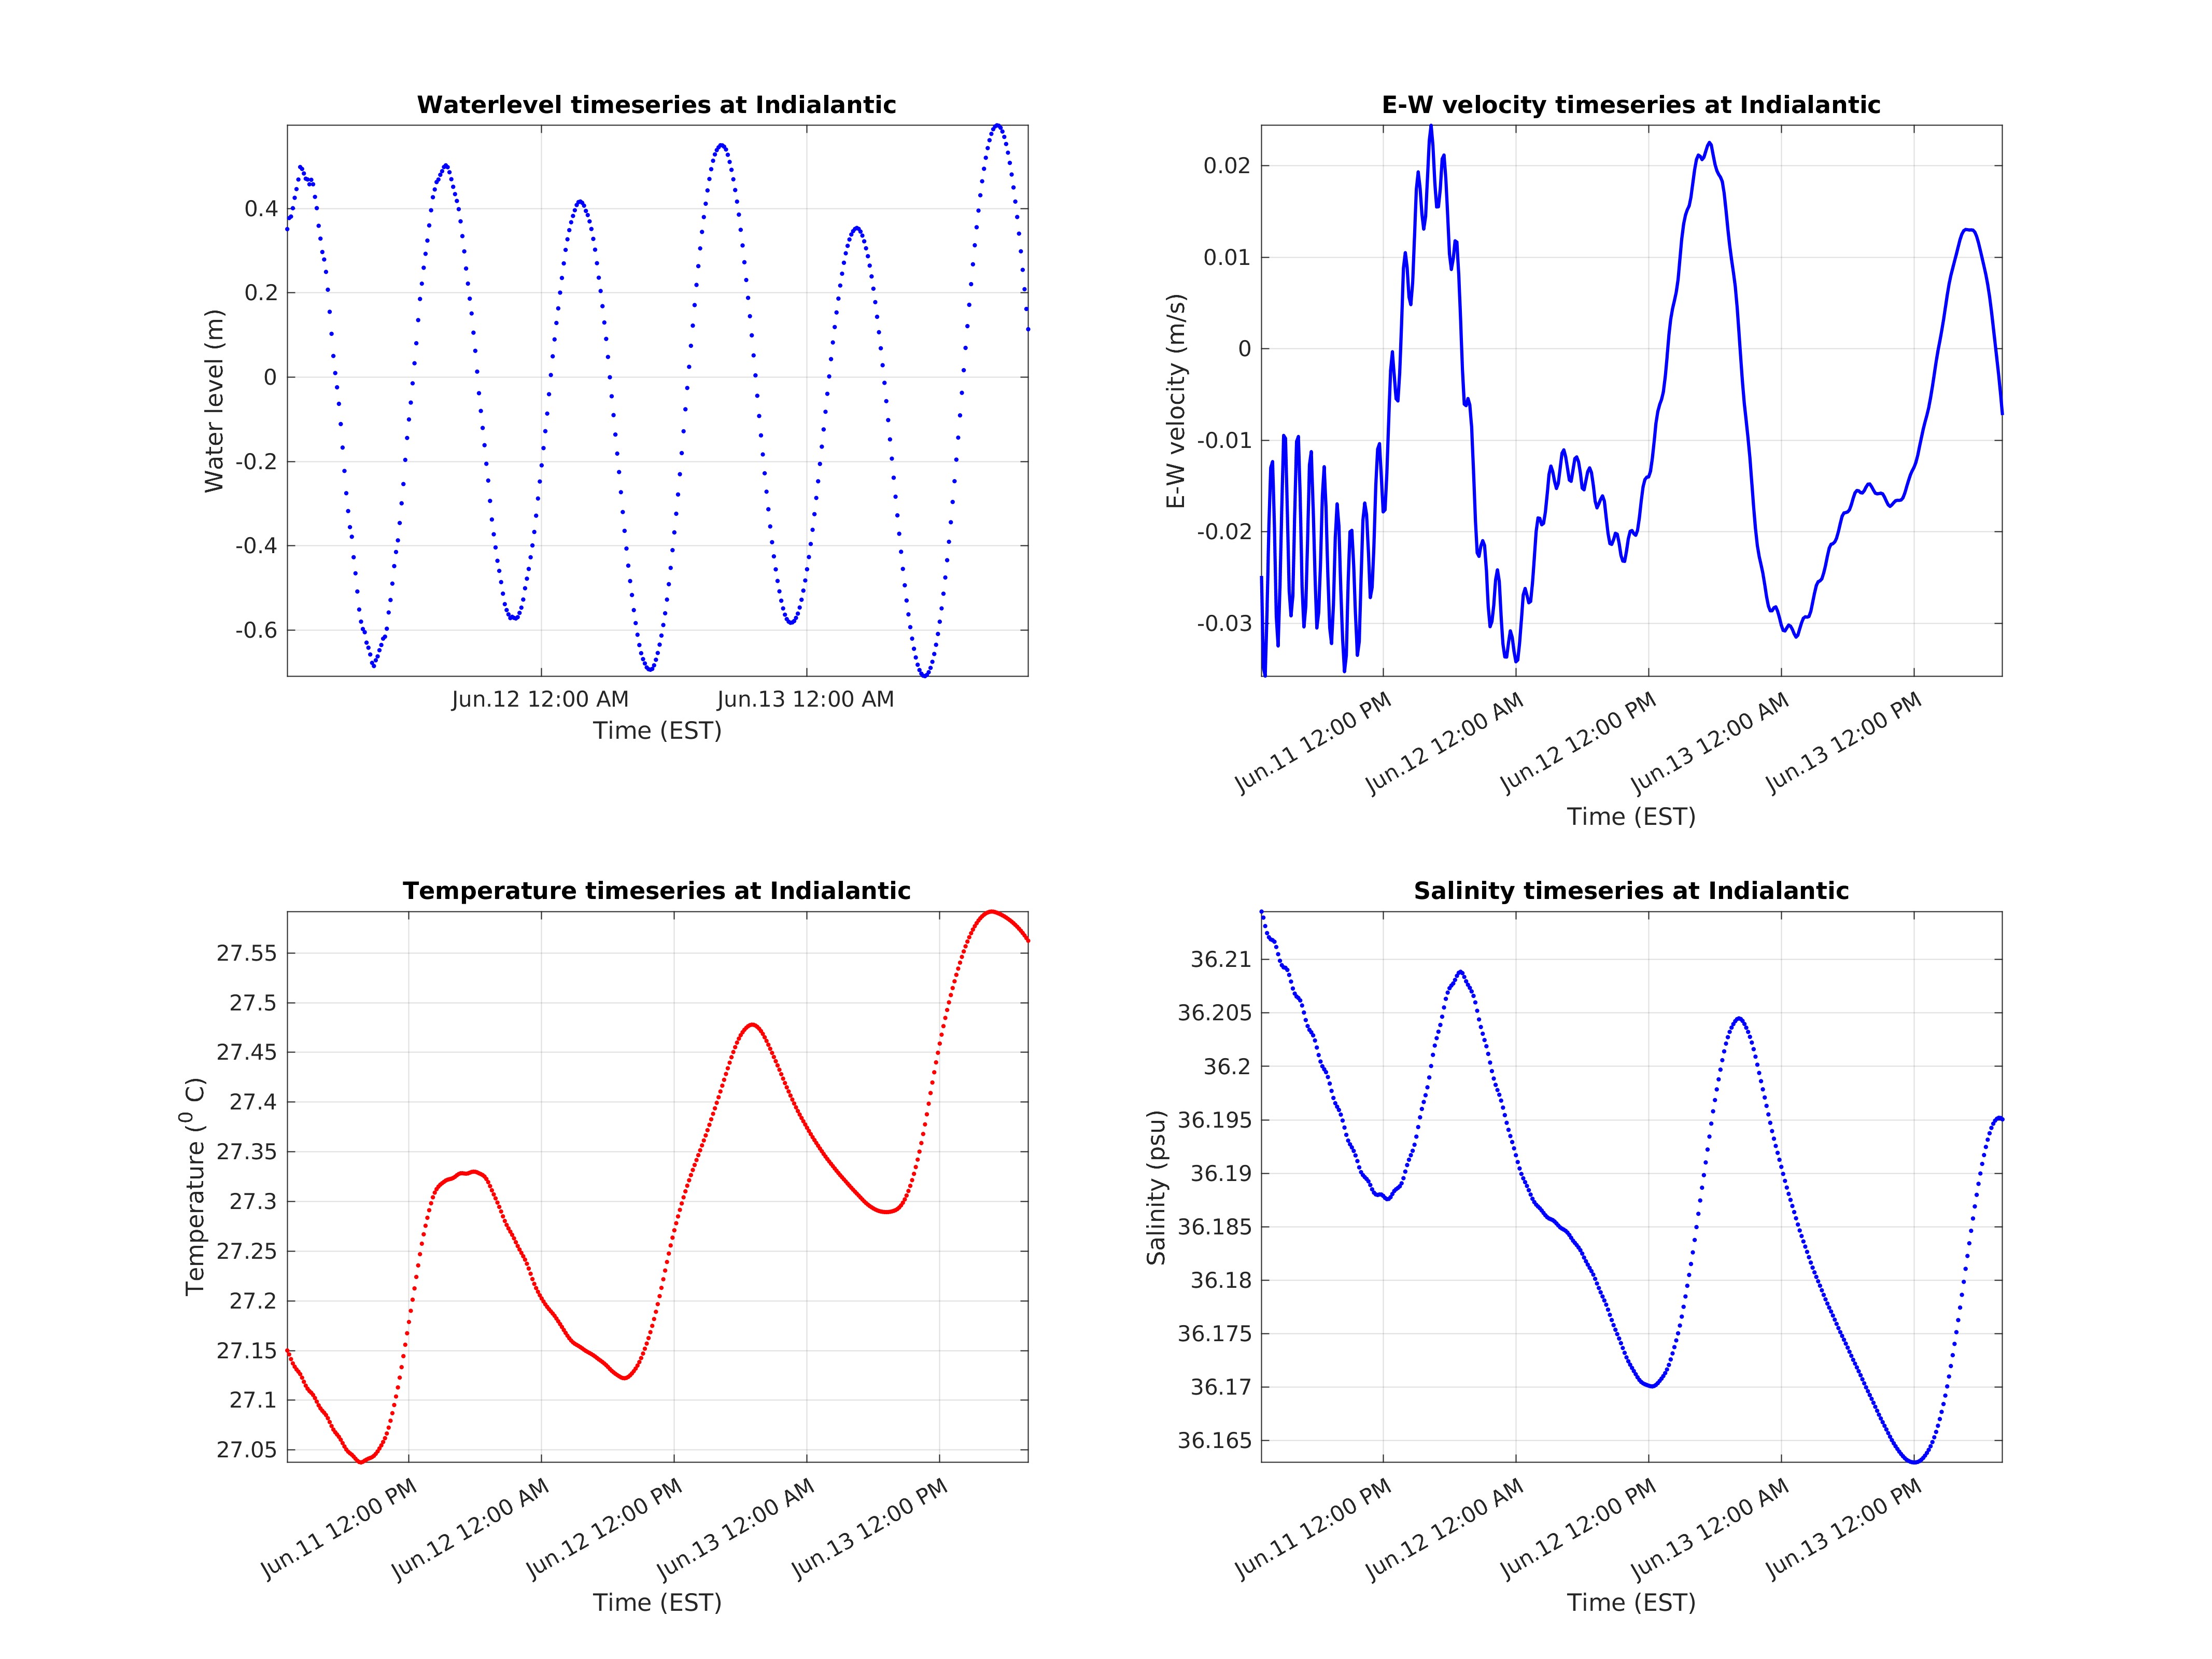 Waterlevel timeseries at Indialantic
0.4
0.2
0
-0.2
-0.4
-0.6
Water level (m)
Jun.12 12:00 AM
Jun.13 12:00 AM
Time (EST)
E-W velocity timeseries at Indialantic
0.02
0.01
0
-0.01
-0.02
-0.03
E-W velocity (m/s)
Jun.11 12:00 PM
Jun.12 12:00 AM
Jun.12 12:00 PM
Jun.13 12:00 AM
Jun.13 12:00 PM
Time (EST)
Temperature timeseries at Indialantic
27.55
27.5
27.45
27.4
27.35
27.3
27.25
27.2
27.15
27.1
27.05
Temperature (⁰ C)
Jun.11 12:00 PM
Jun.12 12:00 AM
Jun.12 12:00 PM
Jun.13 12:00 AM
Jun.13 12:00 PM
Time (EST)
Salinity timeseries at Indialantic
36.21
36.205
36.2
36.195
36.19
36.185
36.18
36.175
36.17
36.165
Salinity (psu)
Jun.11 12:00 PM
Jun.12 12:00 AM
Jun.12 12:00 PM
Jun.13 12:00 AM
Jun.13 12:00 PM
Time (EST)